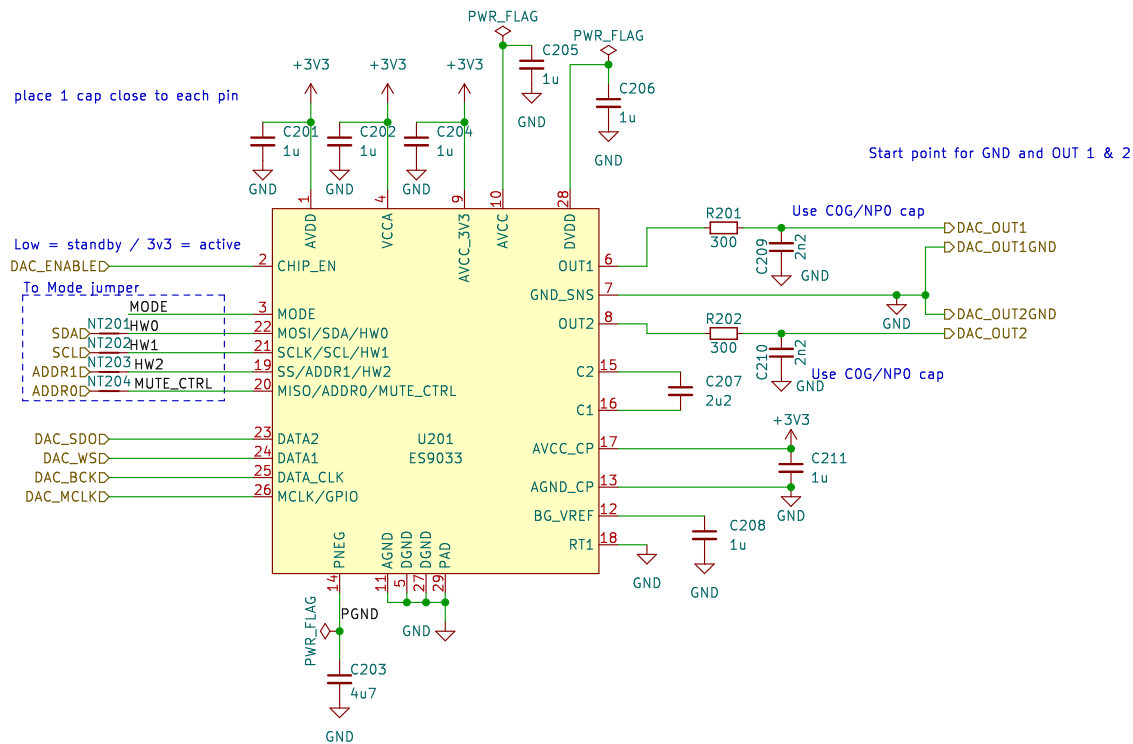 PWR_FLAG
PWR_FLAG
+3V3
+3V3
+3V3
C205
1u
GND
C206
1u
GND
place 1 cap close to each pin
C201
1u
GND
C202
1u
GND
C204
1u
GND
Start point for GND and OUT 1 & 2
1
4
9
10
28
AVDD
VCCA
AVCC_3V3
AVCC
DVDD
Low = standby / 3v3 = active
DAC_ENABLE
2
CHIP_EN
To Mode jumper
MODE
3
MODE
SDA
NT201
HW0
22
MOSI/SDA/HW0
SCL
NT202
HW1
21
SCLK/SCL/HW1
ADDR1
NT203
HW2
19
SS/ADDR1/HW2
ADDR0
NT204
MUTE_CTRL
20
MISO/ADDR0/MUTE_CTRL
DAC_SDO
23
DATA2
DAC_WS
24
DATA1
DAC_BCK
25
DATA_CLK
DAC_MCLK
26
MCLK/GPIO
U201
ES9033
OUT1
6
R201
300
Use C0G/NP0 cap
C209
2n2
GND
DAC_OUT1
DAC_OUT1GND
GND_SNS
7
GND
DAC_OUT2GND
OUT2
8
R202
300
C210
2n2
GND
DAC_OUT2
Use C0G/NP0 cap
C2
15
C207
2u2
C1
16
+3V3
AVCC_CP
17
C211
1u
AGND_CP
13
GND
BG_VREF
12
C208
1u
GND
RT1
18
GND
PNEG
AGND
DGND
DGND
PAD
14
11
5
27
29
PGND
PWR_FLAG
GND
C203
4u7
GND